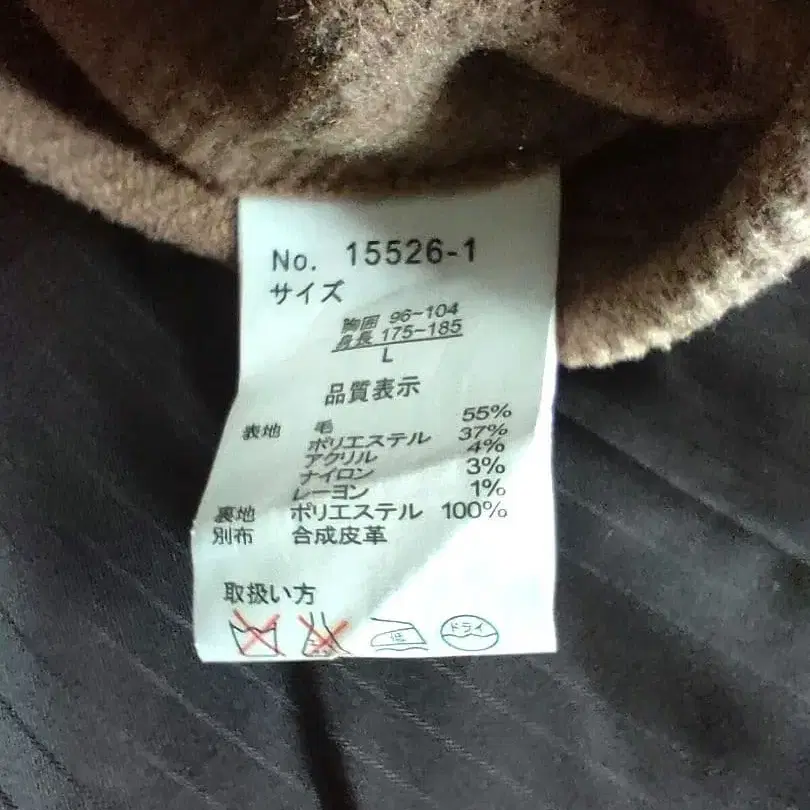 No. 15526-1
サイズ
胸囲 96~104
身長 175~185
L
品質表示
表地 毛 55%
ポリエステル 37%
アクリル 4%
ナイロン 3%
レーヨン 1%
裏地 ポリエステル 100%
別布 合成皮革
取扱い方
低 ドライ